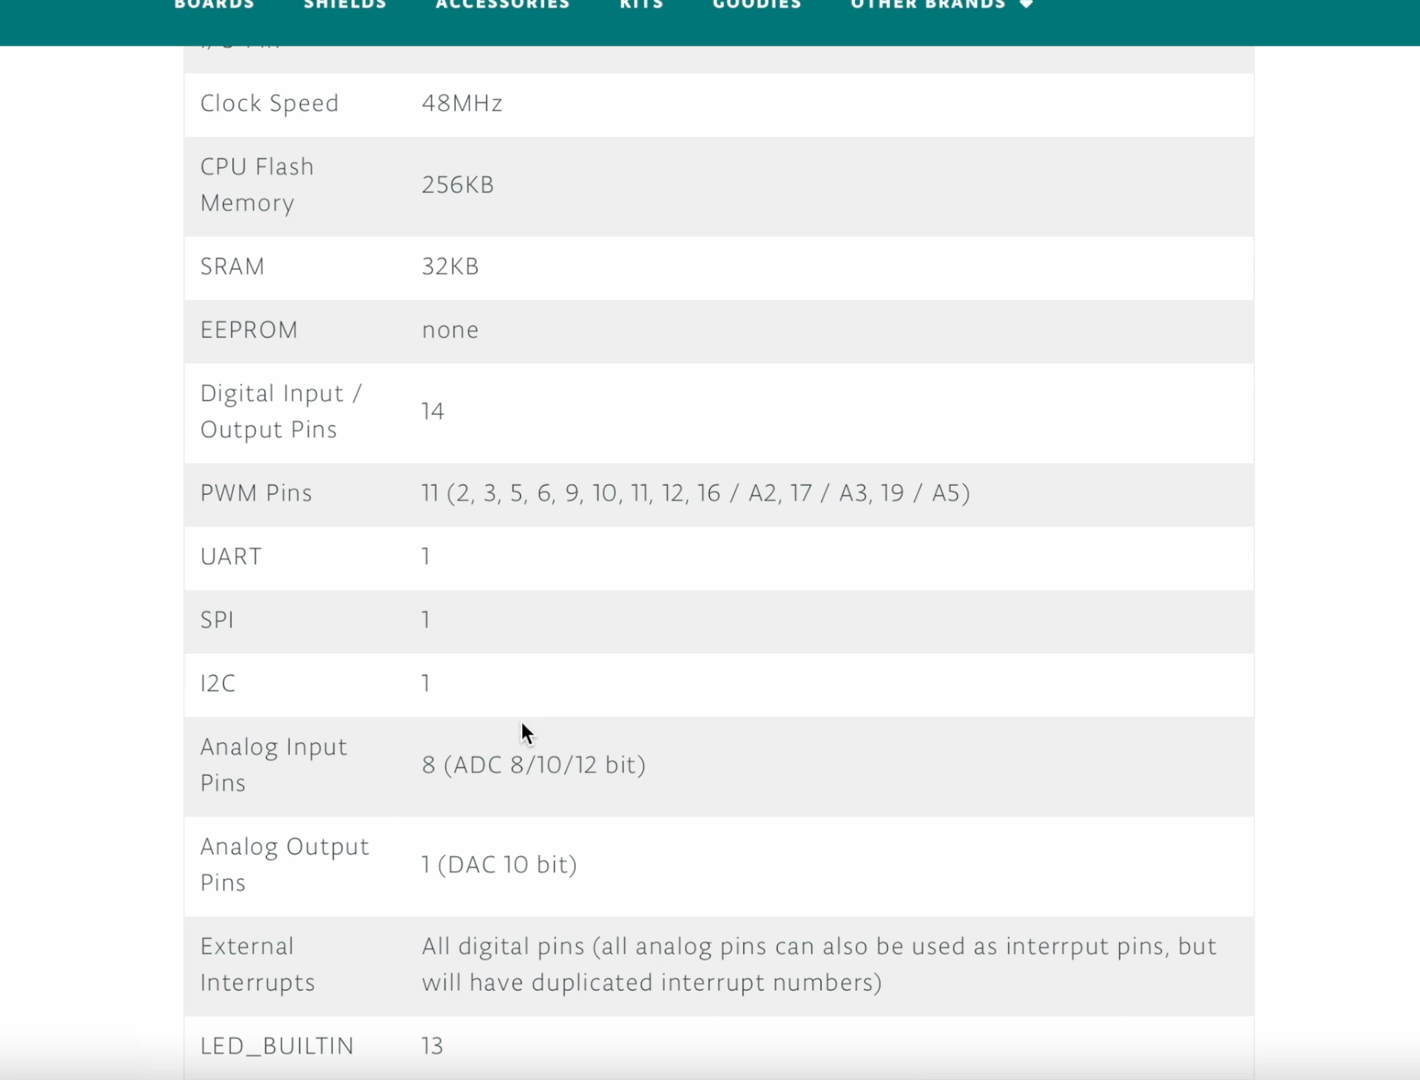 BOARDS SHIELDS ACCESSORIES KITS GOODIES OTHER BRANDS
Clock Speed 48MHz
CPU Flash
Memory
256KB
SRAM 32KB
EEPROM none
Digital Input /
Output Pins
14
PWM Pins 11 (2, 3, 5, 6, 9, 10, 11, 12, 16 / A2, 17 / A3, 19 / A5)
UART 1
SPI 1
I2C 1
Analog Input
Pins
8 (ADC 8/10/12 bit)
Analog Output
Pins
1 (DAC 10 bit)
External
Interrupts
All digital pins (all analog pins can also be used as interrput pins, but
will have duplicated interrupt numbers)
LED_BUILTIN 13